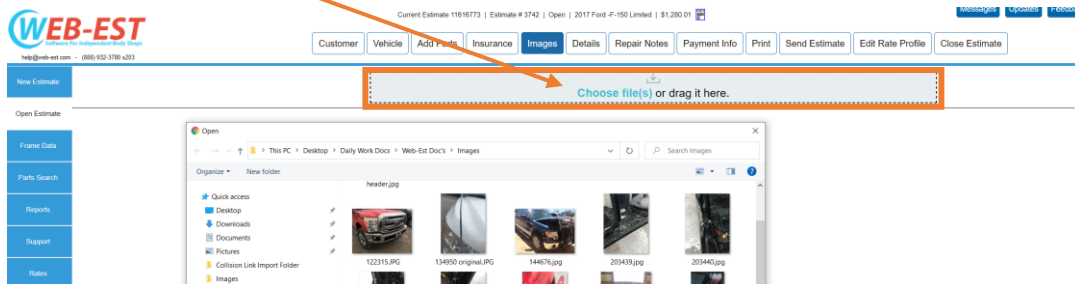 Messages Updates Feedba
WEB-EST
Software For Independent Body Shops
help@web-est.com - (888) 932-3780 x203
Current Estimate 11616773 | Estimate # 3742 | Open | 2017 Ford -F-150 Limited | $1,280.01
Customer Vehicle Add Parts Insurance Images Details Repair Notes Payment Info Print Send Estimate Edit Rate Profile Close Estimate
New Estimate
Open Estimate
Frame Data
Parts Search
Reports
Support
Rates
Choose file(s) or drag it here.
Open
This PC > Desktop > Daily Work Docs > Web-Est Doc's > Images
Search Images
Organize New folder
Quick access
Desktop
Downloads
Documents
Pictures
Collision Link Import Folder
Images
header.jpg
122315.JPG 134950 original.JPG 144676.jpg 203439.jpg 203440.jpg